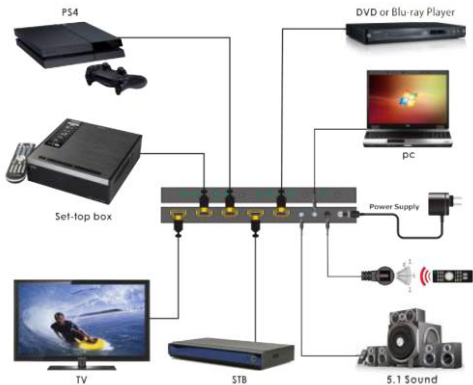 PS4
DVD or Blu-ray Player
pc
Set-top box
Power Supply
TV
STB
5.1 Sound